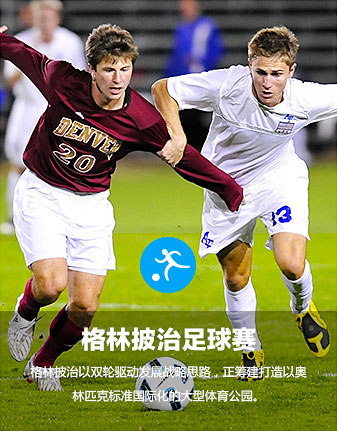 DENVER
20
AF
13
格林披治足球赛
格林披治以双轮驱动发展战略思路，正筹建打造以奥
林匹克标准国际化的大型体育公园。